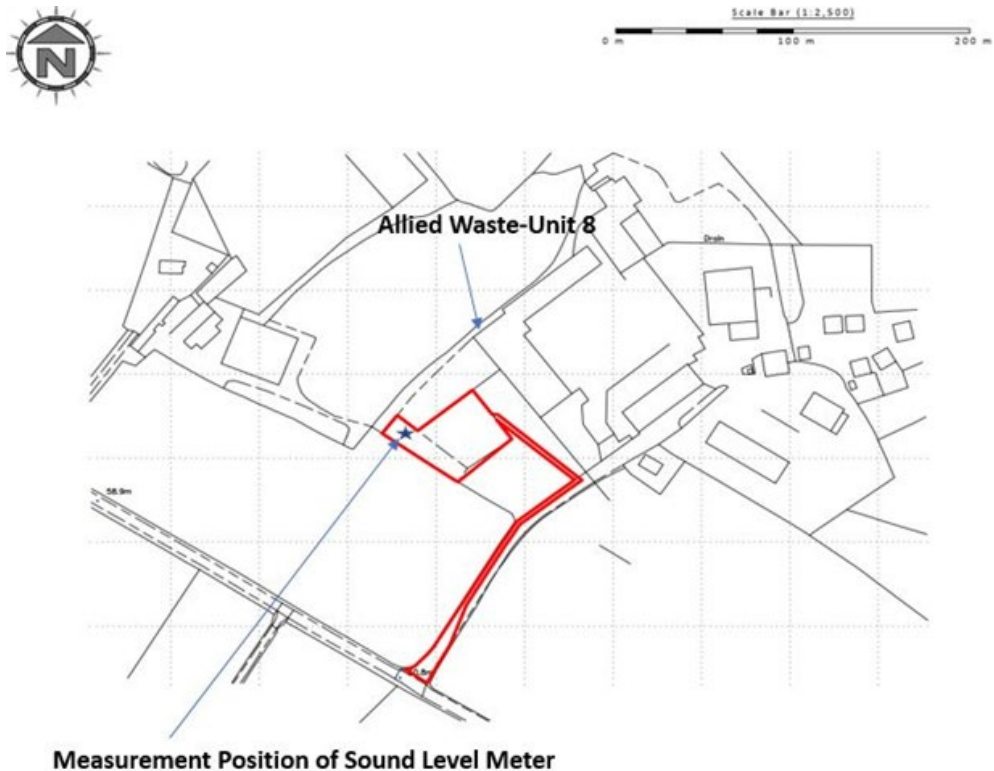 Scale Bar (1:2,500)
0 m 100 m 200 m
N
Allied Waste-Unit 8
Drain
58.9m
Measurement Position of Sound Level Meter